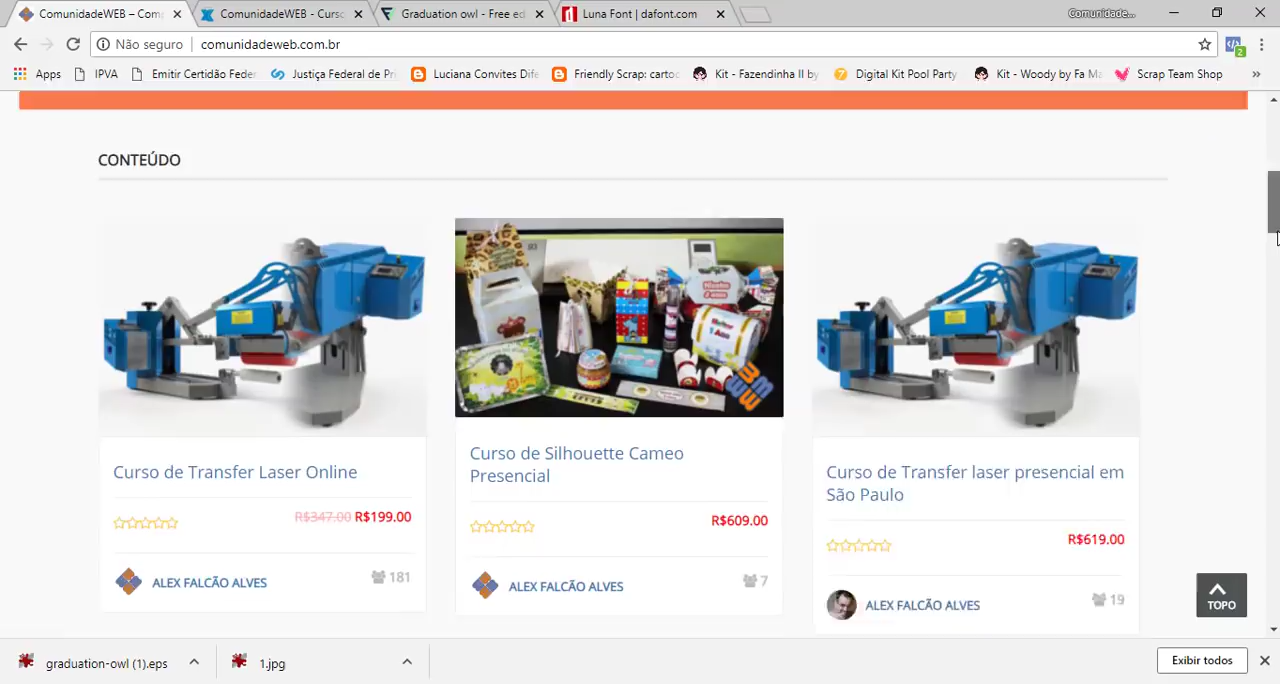 ComunidadeWEB – Com
ComunidadeWEB - Curso
Graduation owl - Free ed
Luna Font | dafont.com
Comunidade...
Não seguro
comunidadeweb.com.br
2
Apps
IPVA
Emitir Certidão Feder
Justiça Federal de Pri
Luciana Convites Dife
Friendly Scrap: cartoo
Kit - Fazendinha II by
Digital Kit Pool Party
Kit - Woody by Fa Ma
Scrap Team Shop
»
CONTEÚDO
Curso de Transfer Laser Online
R$347.00 R$199.00
ALEX FALCÃO ALVES
181
Curso de Silhouette Cameo
Presencial
R$609.00
ALEX FALCÃO ALVES
7
Curso de Transfer laser presencial em
São Paulo
R$619.00
ALEX FALCÃO ALVES
19
TOPO
graduation-owl (1).eps
1.jpg
Exibir todos